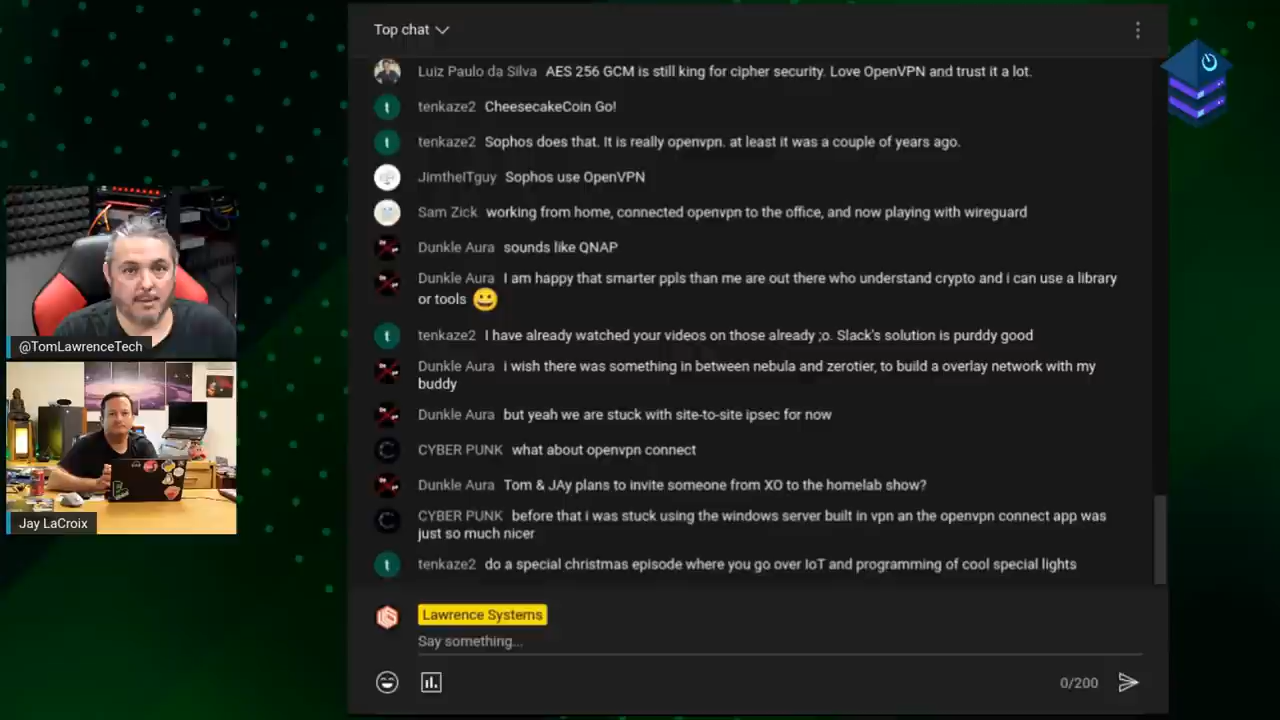 Top chat
Luiz Paulo da Silva AES 256 GCM is still king for cipher security. Love OpenVPN and trust it a lot.
t tenkaze2 CheesecakeCoin Go!
t tenkaze2 Sophos does that. It is really openvpn. at least it was a couple of years ago.
JimtheITguy Sophos use OpenVPN
Sam Zick working from home, connected openvpn to the office, and now playing with wireguard
Dunkle Aura sounds like QNAP
Dunkle Aura I am happy that smarter ppls than me are out there who understand crypto and i can use a library
or tools 😀
t tenkaze2 I have already watched your videos on those already ;o. Slack's solution is purddy good
@TomLawrenceTech
Dunkle Aura i wish there was something in between nebula and zerotier, to build a overlay network with my
buddy
Dunkle Aura but yeah we are stuck with site-to-site ipsec for now
CYBER PUNK what about openvpn connect
Dunkle Aura Tom & JAy plans to invite someone from XO to the homelab show?
CYBER PUNK before that i was stuck using the windows server built in vpn an the openvpn connect app was
just so much nicer
Jay LaCroix
t tenkaze2 do a special christmas episode where you go over IoT and programming of cool special lights
Lawrence Systems
Say something...
0/200